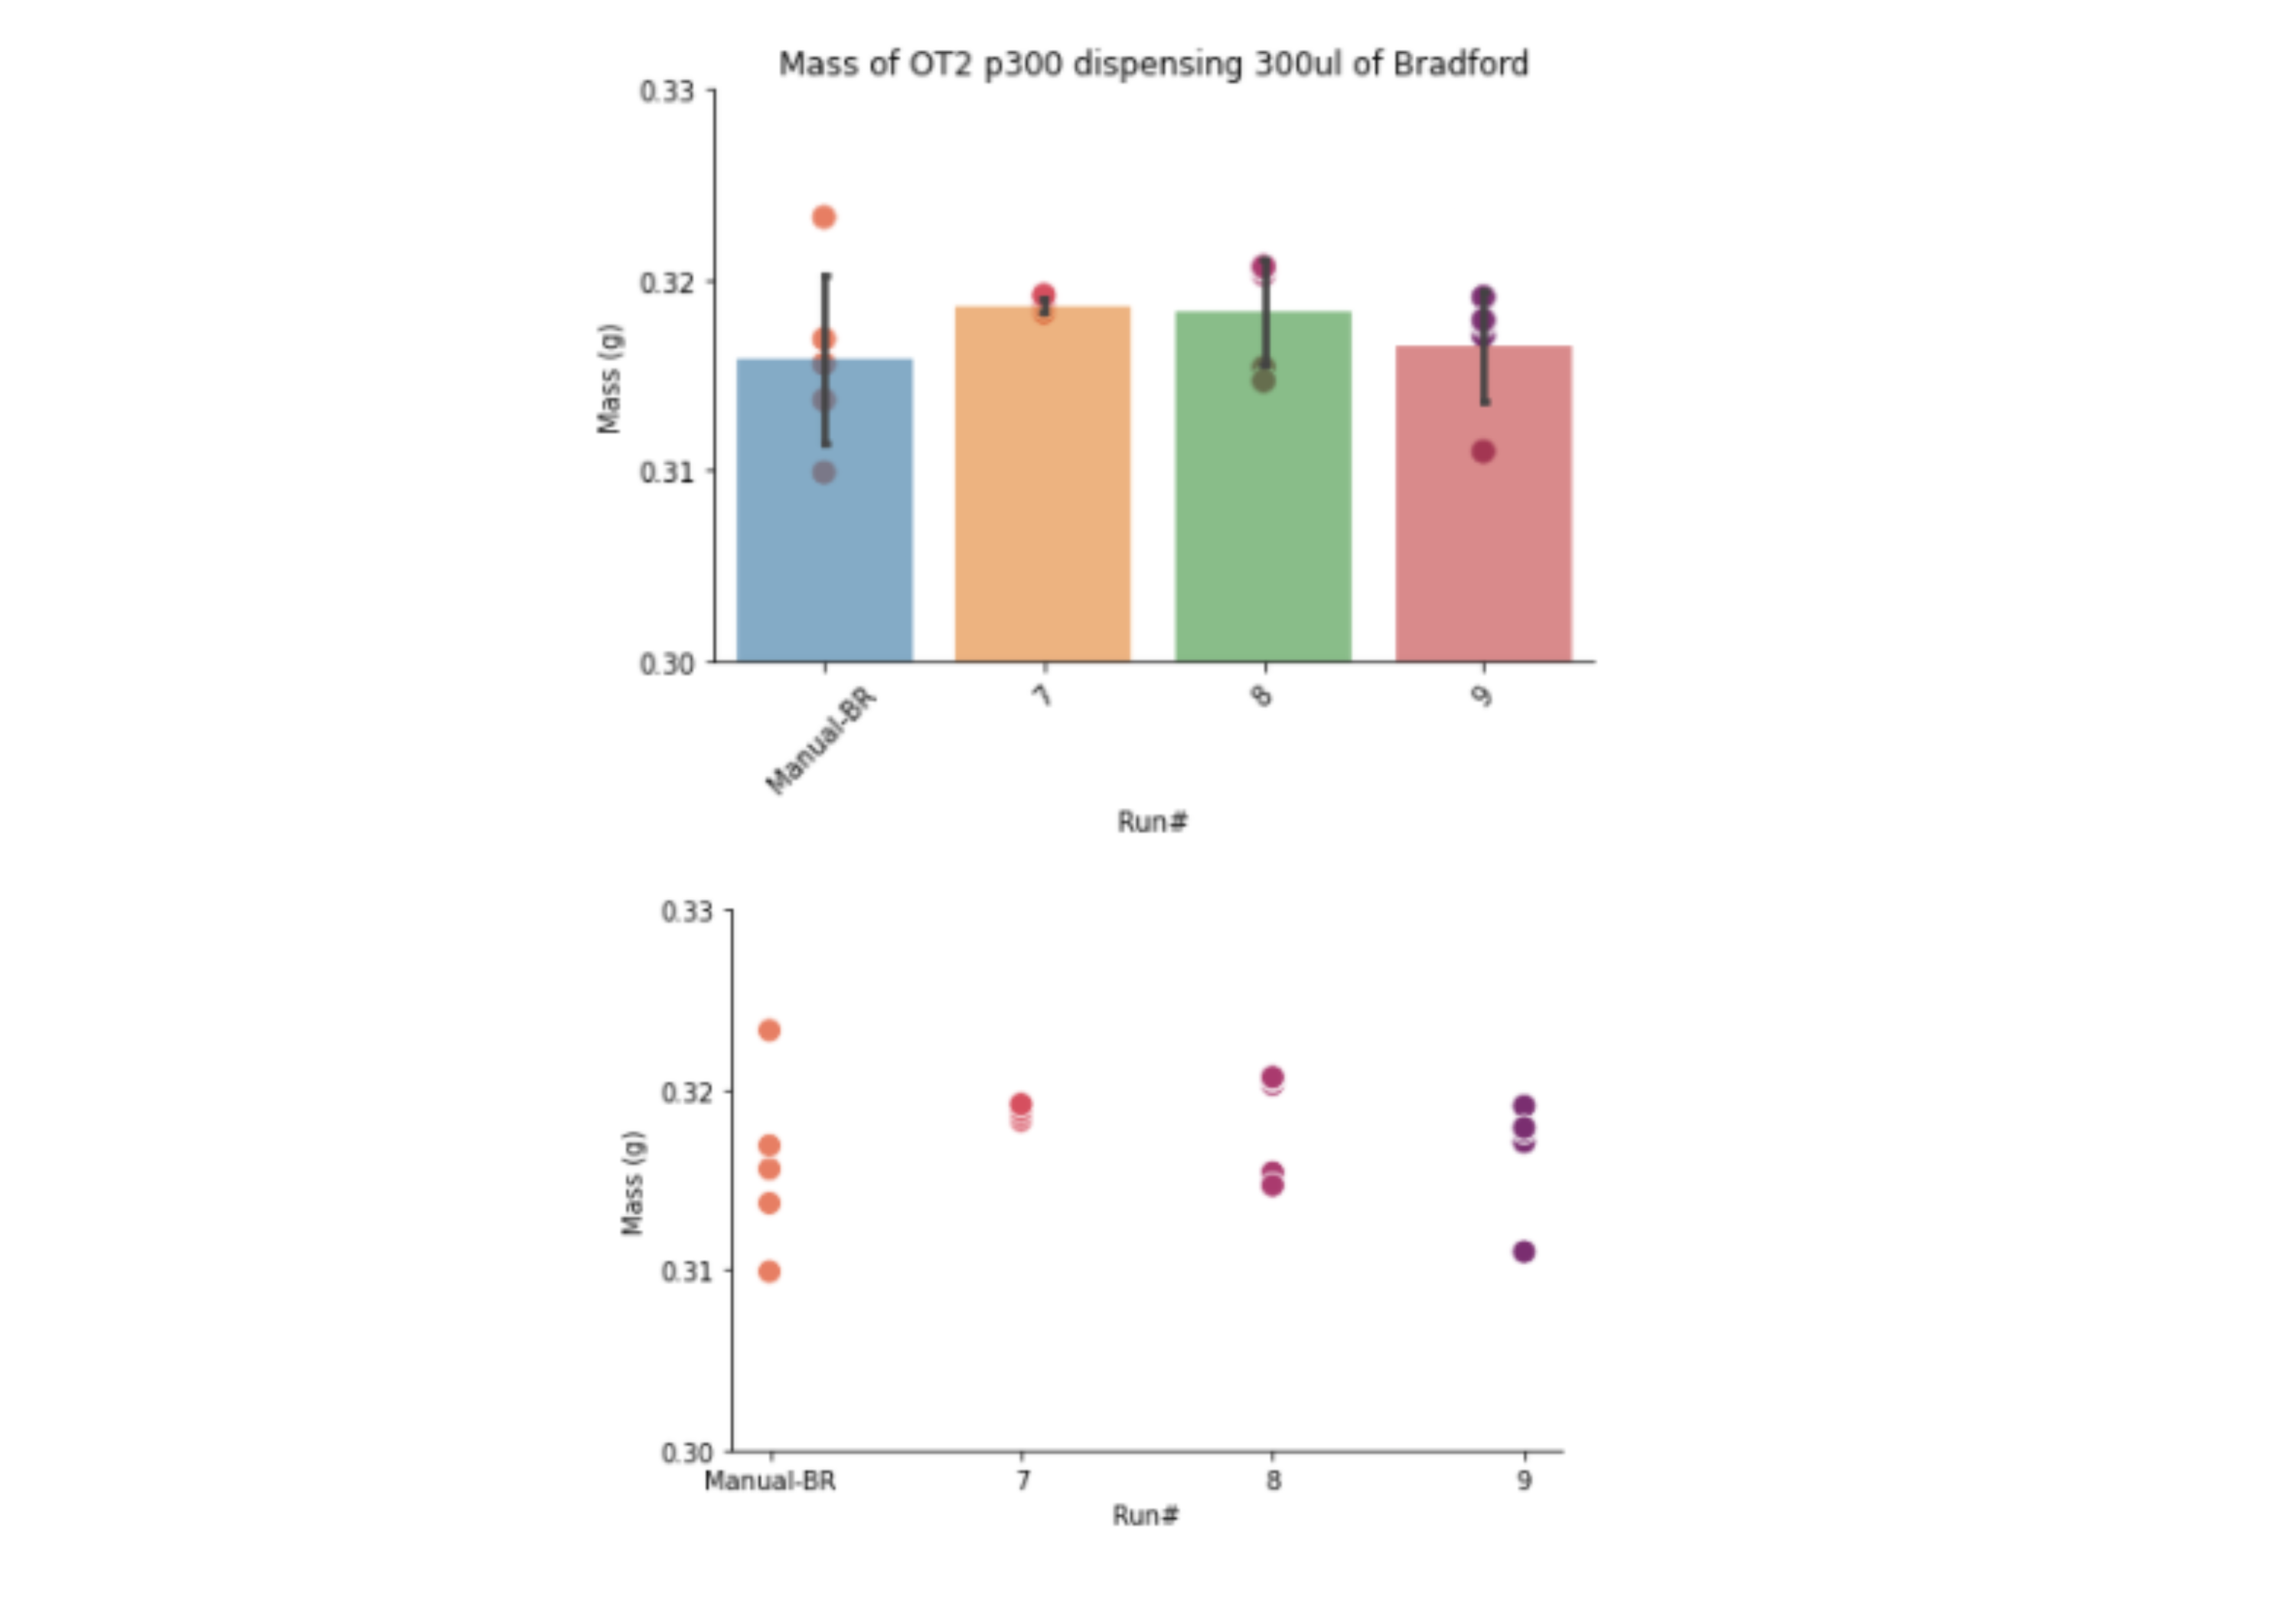 Mass of OT2 p300 dispensing 300ul of Bradford
0.33
0.32
0.31
0.30
Mass (g)
Manual-BR 7 8 9
Run#
0.33
0.32
0.31
0.30
Mass (g)
Manual-BR 7 8 9
Run#